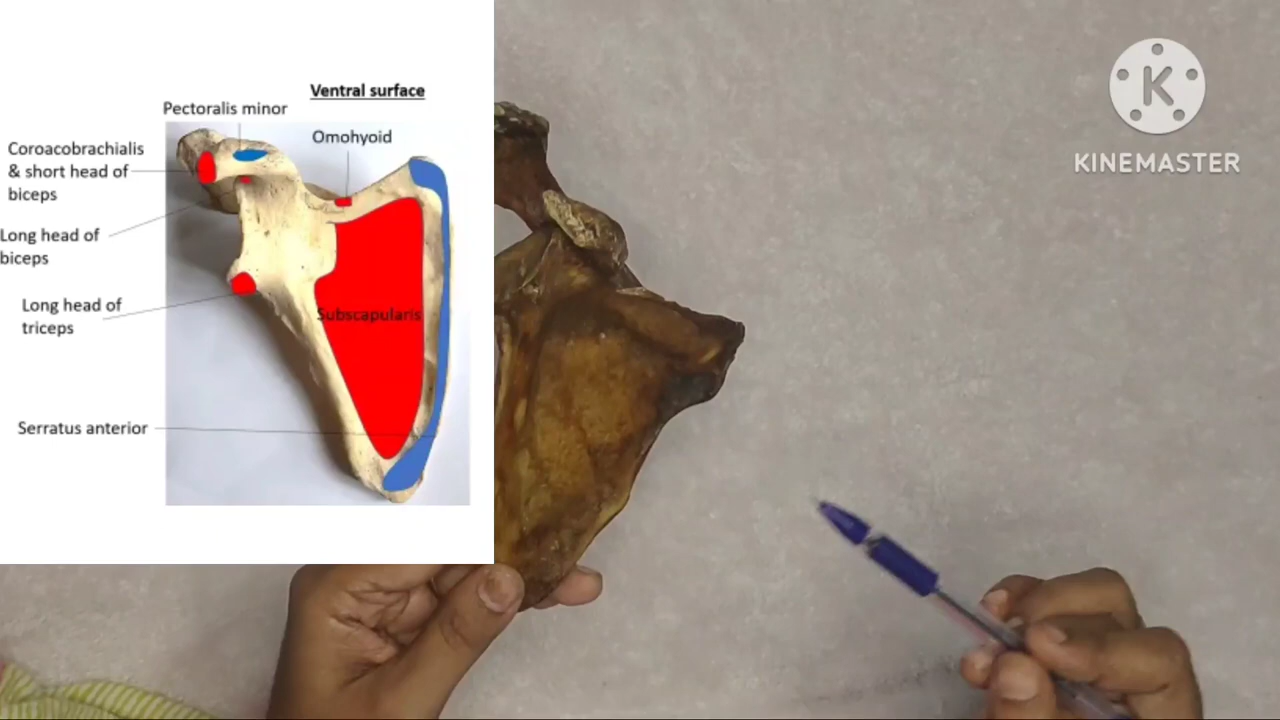 Ventral surface
Pectoralis minor
Omohyoid
Coroacobrachialis
& short head of
biceps
Long head of
biceps
Long head of
triceps
Subscapularis
Serratus anterior
K
KINEMASTER